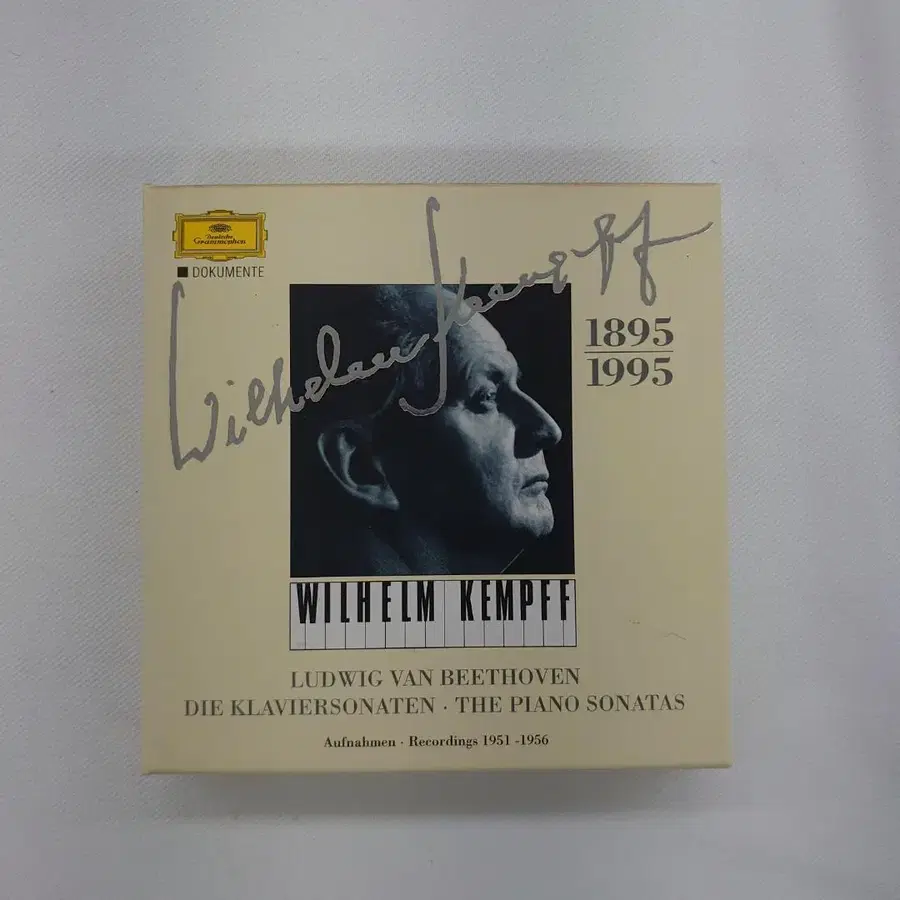 Deutsche
Grammophon
DOKUMENTE
Wilhelm Kempff
1895
1995
WILHELM KEMPFF
LUDWIG VAN BEETHOVEN
DIE KLAVIERSONATEN · THE PIANO SONATAS
Aufnahmen · Recordings 1951 -1956